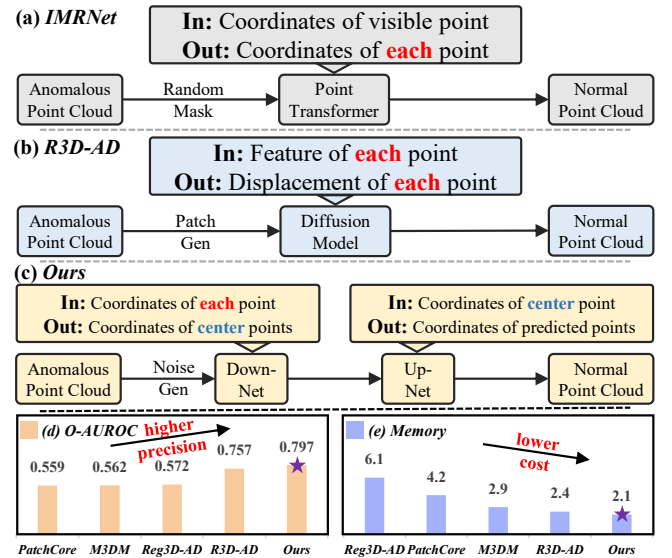 (a) IMRNet
In: Coordinates of visible point
Out: Coordinates of each point
Anomalous
Point Cloud
Random
Mask
Point
Transformer
Normal
Point Cloud
(b) R3D-AD
In: Feature of each point
Out: Displacement of each point
Anomalous
Point Cloud
Patch
Gen
Diffusion
Model
Normal
Point Cloud
(c) Ours
In: Coordinates of each point
Out: Coordinates of center points
In: Coordinates of center point
Out: Coordinates of predicted points
Anomalous
Point Cloud
Noise
Gen
Down-
Net
Up-
Net
Normal
Point Cloud
(d) O-AUROC
higher
precision
0.559
0.562
0.572
0.757
0.797
PatchCore
M3DM
Reg3D-AD
R3D-AD
Ours
(e) Memory
lower
cost
6.1
4.2
2.9
2.4
2.1
Reg3D-AD
PatchCore
M3DM
R3D-AD
Ours